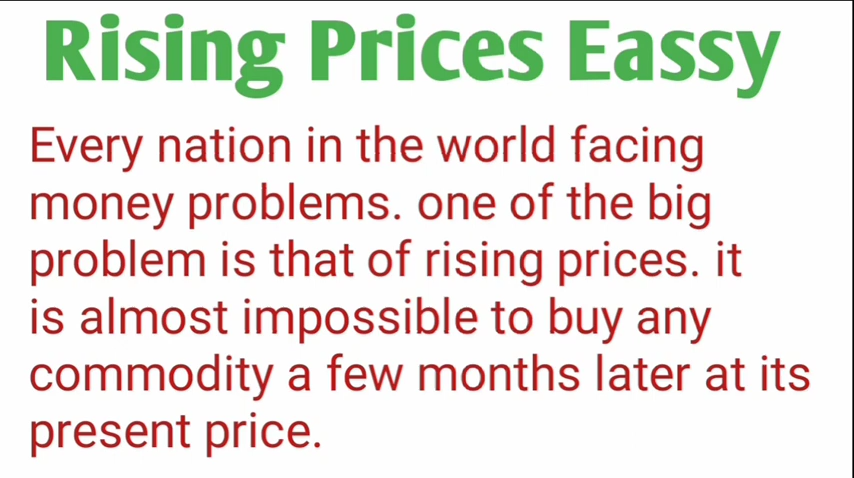 Rising Prices Eassy
Every nation in the world facing
money problems. one of the big
problem is that of rising prices. it
is almost impossible to buy any
commodity a few months later at its
present price.